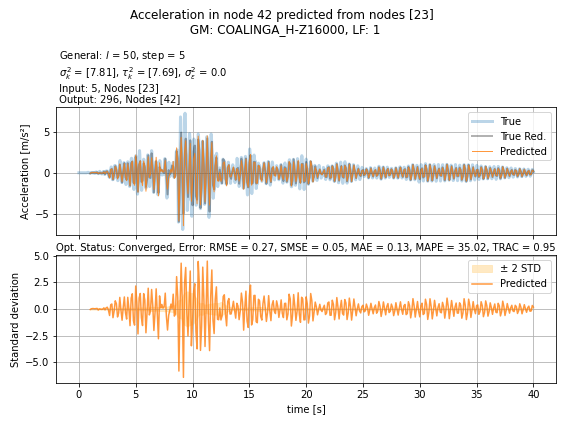 Acceleration in node 42 predicted from nodes [23]
GM: COALINGA_H-Z16000, LF: 1
General: l = 50, step = 5
σ²ₖ = [7.81], τ²ₖ = [7.69], σ²ε = 0.0
Input: 5, Nodes [23]
Output: 296, Nodes [42]
Acceleration [m/s²]
5
0
−5
True
True Red.
Predicted
Opt. Status: Converged, Error: RMSE = 0.27, SMSE = 0.05, MAE = 0.13, MAPE = 35.02, TRAC = 0.95
Standard deviation
5.0
2.5
0.0
−2.5
−5.0
± 2 STD
Predicted
0 5 10 15 20 25 30 35 40
time [s]